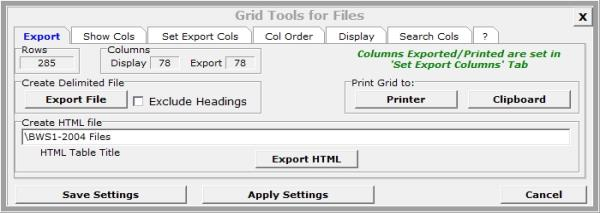 Grid Tools for Files
X
Export Show Cols Set Export Cols Col Order Display Search Cols ?
Rows
285
Columns
Display 78 Export 78
Columns Exported/Printed are set in
'Set Export Columns' Tab
Create Delimited File
Export File Exclude Headings
Print Grid to:
Printer Clipboard
Create HTML file
\BWS1-2004 Files
HTML Table Title
Export HTML
Save Settings Apply Settings Cancel